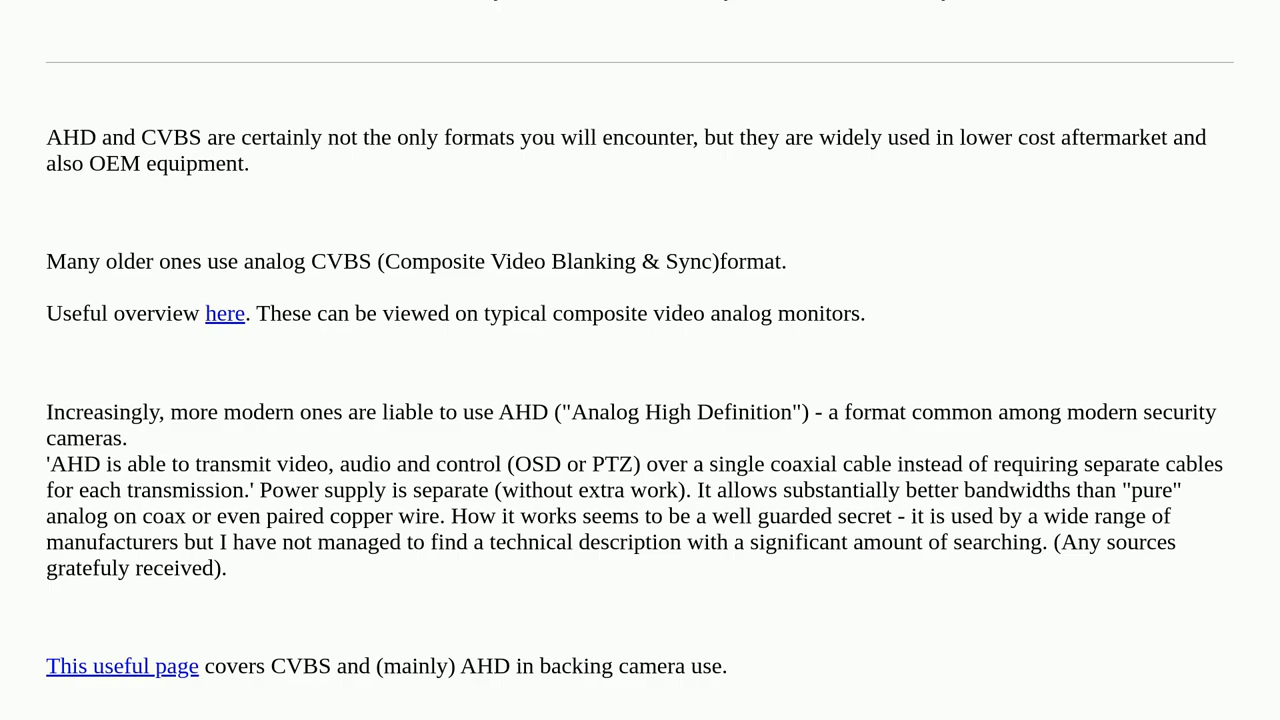 AHD and CVBS are certainly not the only formats you will encounter, but they are widely used in lower cost aftermarket and
also OEM equipment.
Many older ones use analog CVBS (Composite Video Blanking & Sync)format.
Useful overview here. These can be viewed on typical composite video analog monitors.
Increasingly, more modern ones are liable to use AHD ("Analog High Definition") - a format common among modern security
cameras.
'AHD is able to transmit video, audio and control (OSD or PTZ) over a single coaxial cable instead of requiring separate cables
for each transmission.' Power supply is separate (without extra work). It allows substantially better bandwidths than "pure"
analog on coax or even paired copper wire. How it works seems to be a well guarded secret - it is used by a wide range of
manufacturers but I have not managed to find a technical description with a significant amount of searching. (Any sources
gratefuly received).
This useful page covers CVBS and (mainly) AHD in backing camera use.